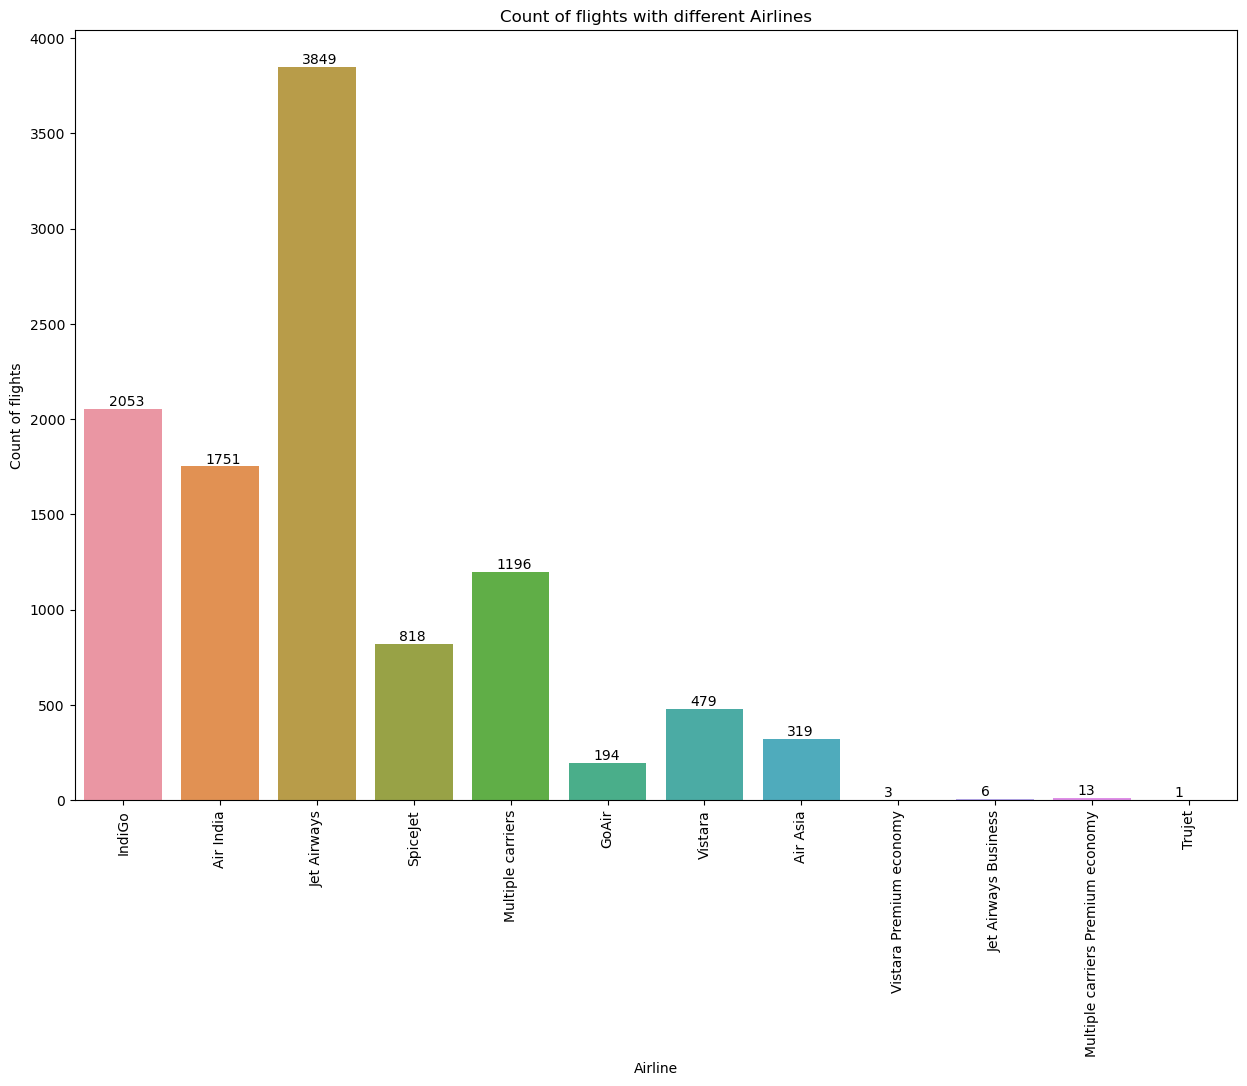 Count of flights with different Airlines
Count of flights
4000
3500
3000
2500
2000
1500
1000
500
0
2053
1751
3849
818
1196
194
479
319
3
6
13
1
IndiGo
Air India
Jet Airways
SpiceJet
Multiple carriers
GoAir
Vistara
Air Asia
Vistara Premium economy
Jet Airways Business
Multiple carriers Premium economy
Trujet
Airline